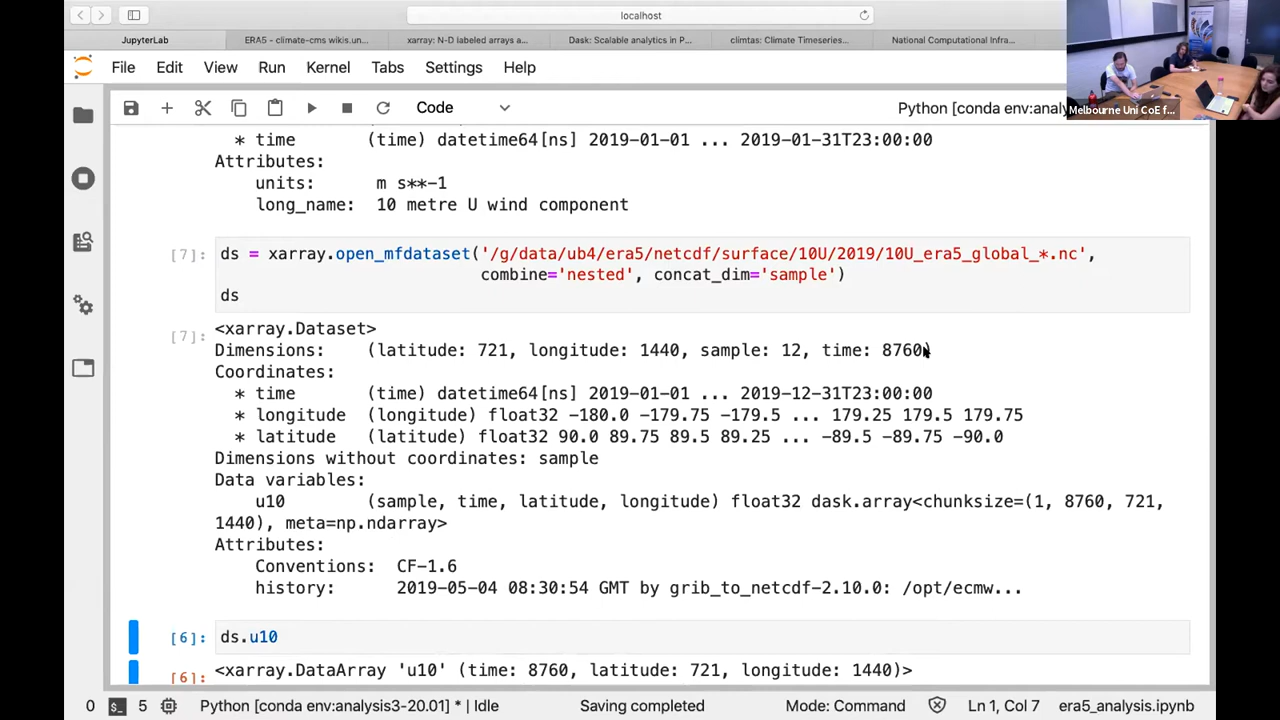 localhost
JupyterLab
ERA5 - climate-cms wikis.un...
xarray: N-D labeled arrays a...
Dask: Scalable analytics in P...
climtas: Climate Timeseries...
National Computational Infra...
File Edit View Run Kernel Tabs Settings Help
Code
Python [conda env:analy
Melbourne Uni CoE f...
* time (time) datetime64[ns] 2019-01-01 ... 2019-01-31T23:00:00
Attributes:
units: m s**-1
long_name: 10 metre U wind component
[7]: ds = xarray.open_mfdataset('/g/data/ub4/era5/netcdf/surface/10U/2019/10U_era5_global_*.nc',
combine='nested', concat_dim='sample')
ds
[7]: <xarray.Dataset>
Dimensions: (latitude: 721, longitude: 1440, sample: 12, time: 8760)
Coordinates:
* time (time) datetime64[ns] 2019-01-01 ... 2019-12-31T23:00:00
* longitude (longitude) float32 -180.0 -179.75 -179.5 ... 179.25 179.5 179.75
* latitude (latitude) float32 90.0 89.75 89.5 89.25 ... -89.5 -89.75 -90.0
Dimensions without coordinates: sample
Data variables:
u10 (sample, time, latitude, longitude) float32 dask.array<chunksize=(1, 8760, 721,
1440), meta=np.ndarray>
Attributes:
Conventions: CF-1.6
history: 2019-05-04 08:30:54 GMT by grib_to_netcdf-2.10.0: /opt/ecmw...
[6]: ds.u10
[6]: <xarray.DataArray 'u10' (time: 8760, latitude: 721, longitude: 1440)>
0 $_ 5 Python [conda env:analysis3-20.01] * | Idle Saving completed Mode: Command Ln 1, Col 7 era5_analysis.ipynb